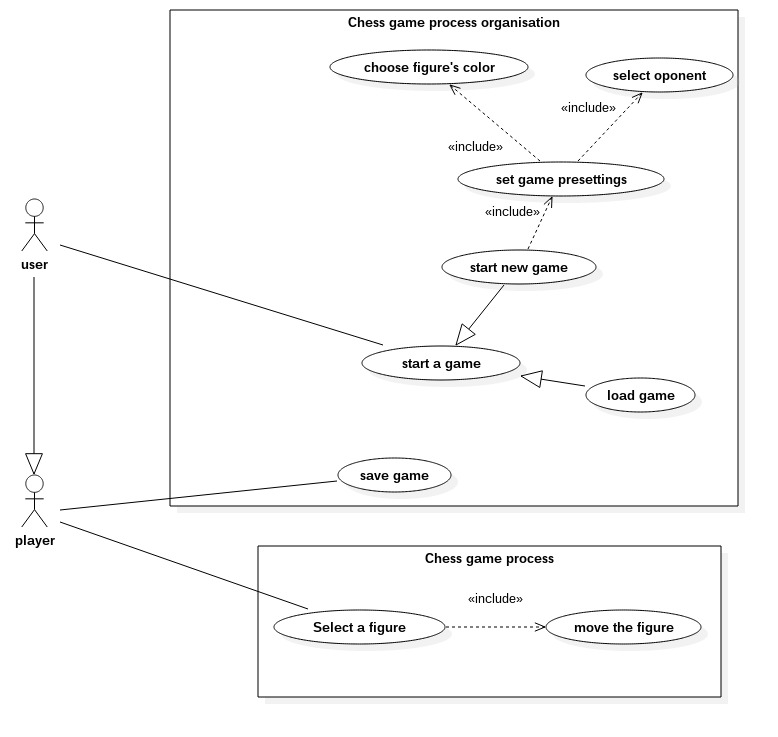 Chess game process organisation
choose figure's color
select oponent
«include»
«include»
set game presettings
«include»
start new game
user
start a game
load game
save game
player
Chess game process
«include»
Select a figure
move the figure